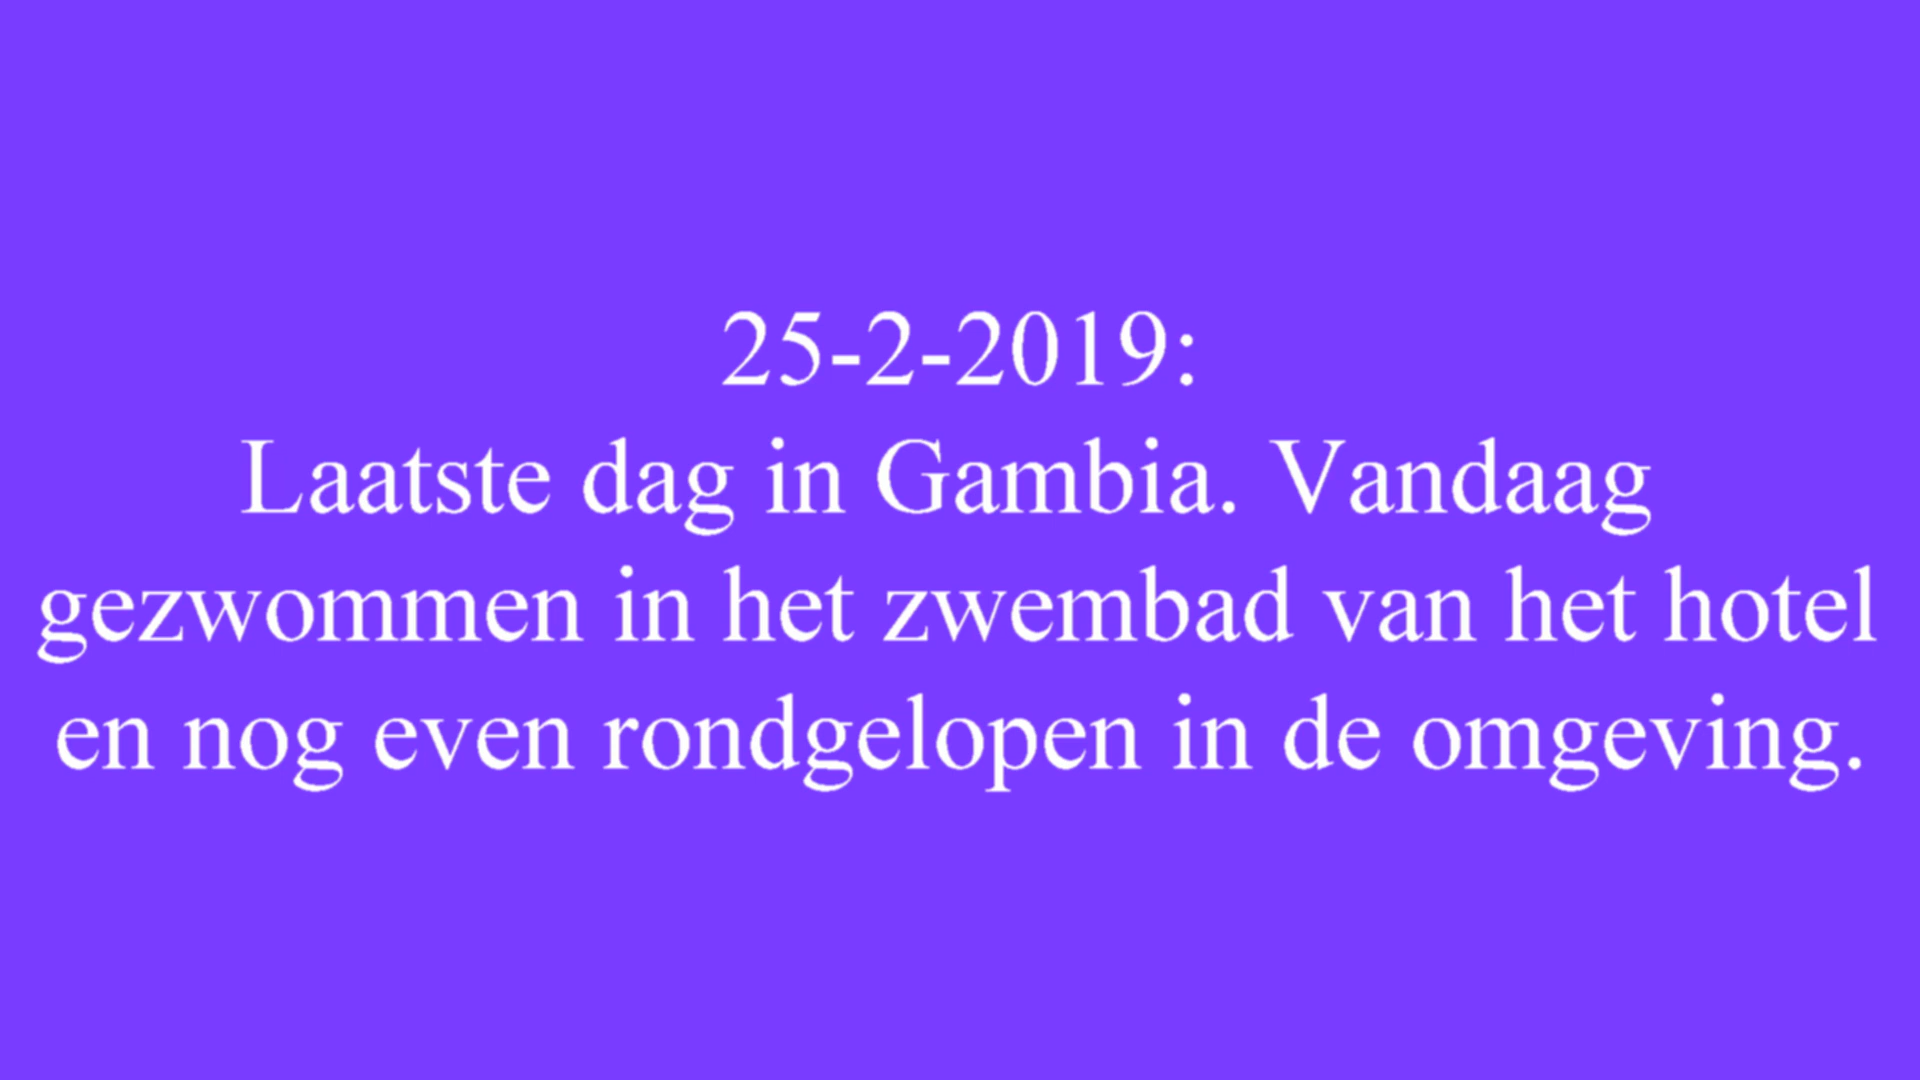 25-2-2019:
Laatste dag in Gambia. Vandaag
gezwommen in het zwembad van het hotel
en nog even rondgelopen in de omgeving.